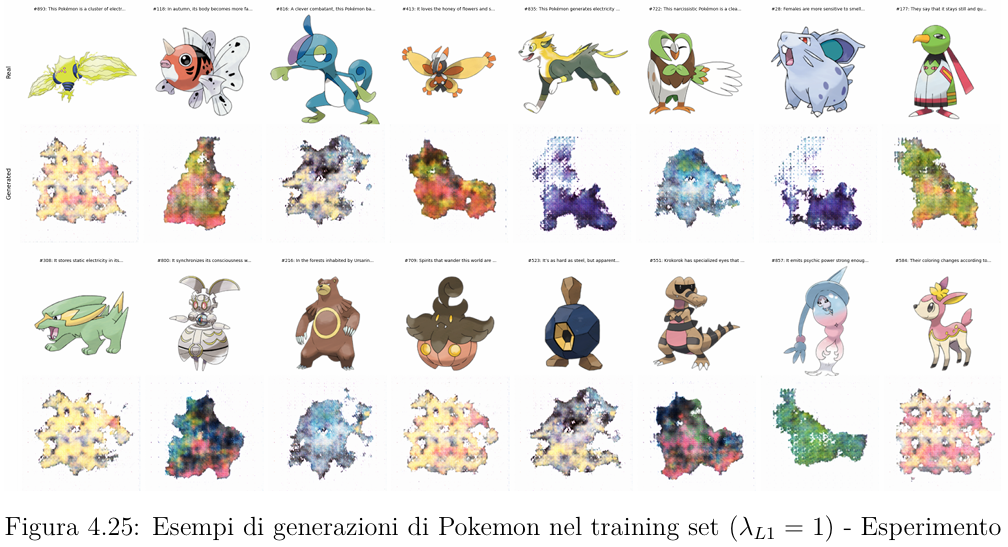 #893: This Pokémon is a cluster of electr...
#118: In autumn, its body becomes more fa...
#816: A clever combatant, this Pokémon ba...
#413: It loves the honey of flowers and s...
#835: This Pokémon generates electricity ...
#722: This narcissistic Pokémon is a clea...
#28: Females are more sensitive to smell...
#177: They say that it stays still and qu...
Real
Generated
#308: It stores static electricity in its...
#800: It synchronizes its consciousness w...
#216: In the forests inhabited by Ursarin...
#709: Spirits that wander this world are ...
#523: It's as hard as steel, but apparent...
#551: Krokorok has specialized eyes that ...
#857: It emits psychic power strong enoug...
#584: Their coloring changes according to...
Figura 4.25: Esempi di generazioni di Pokemon nel training set (λL1 = 1) - Esperimento